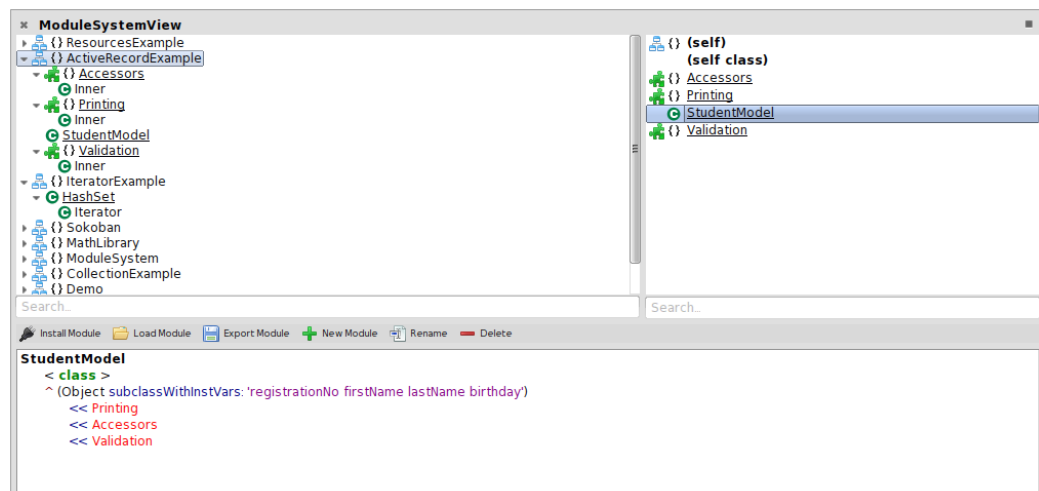 ModuleSystemView
{} ResourcesExample
{} ActiveRecordExample
{} Accessors
Inner
{} Printing
Inner
StudentModel
{} Validation
Inner
{} IteratorExample
HashSet
Iterator
{} Sokoban
{} MathLibrary
{} ModuleSystem
{} CollectionExample
{} Demo
Search..
{} (self)
(self class)
{} Accessors
{} Printing
StudentModel
{} Validation
Search..
Install Module Load Module Export Module New Module Rename Delete
StudentModel
< class >
^ (Object subclassWithInstVars: 'registrationNo firstName lastName birthday')
<< Printing
<< Accessors
<< Validation